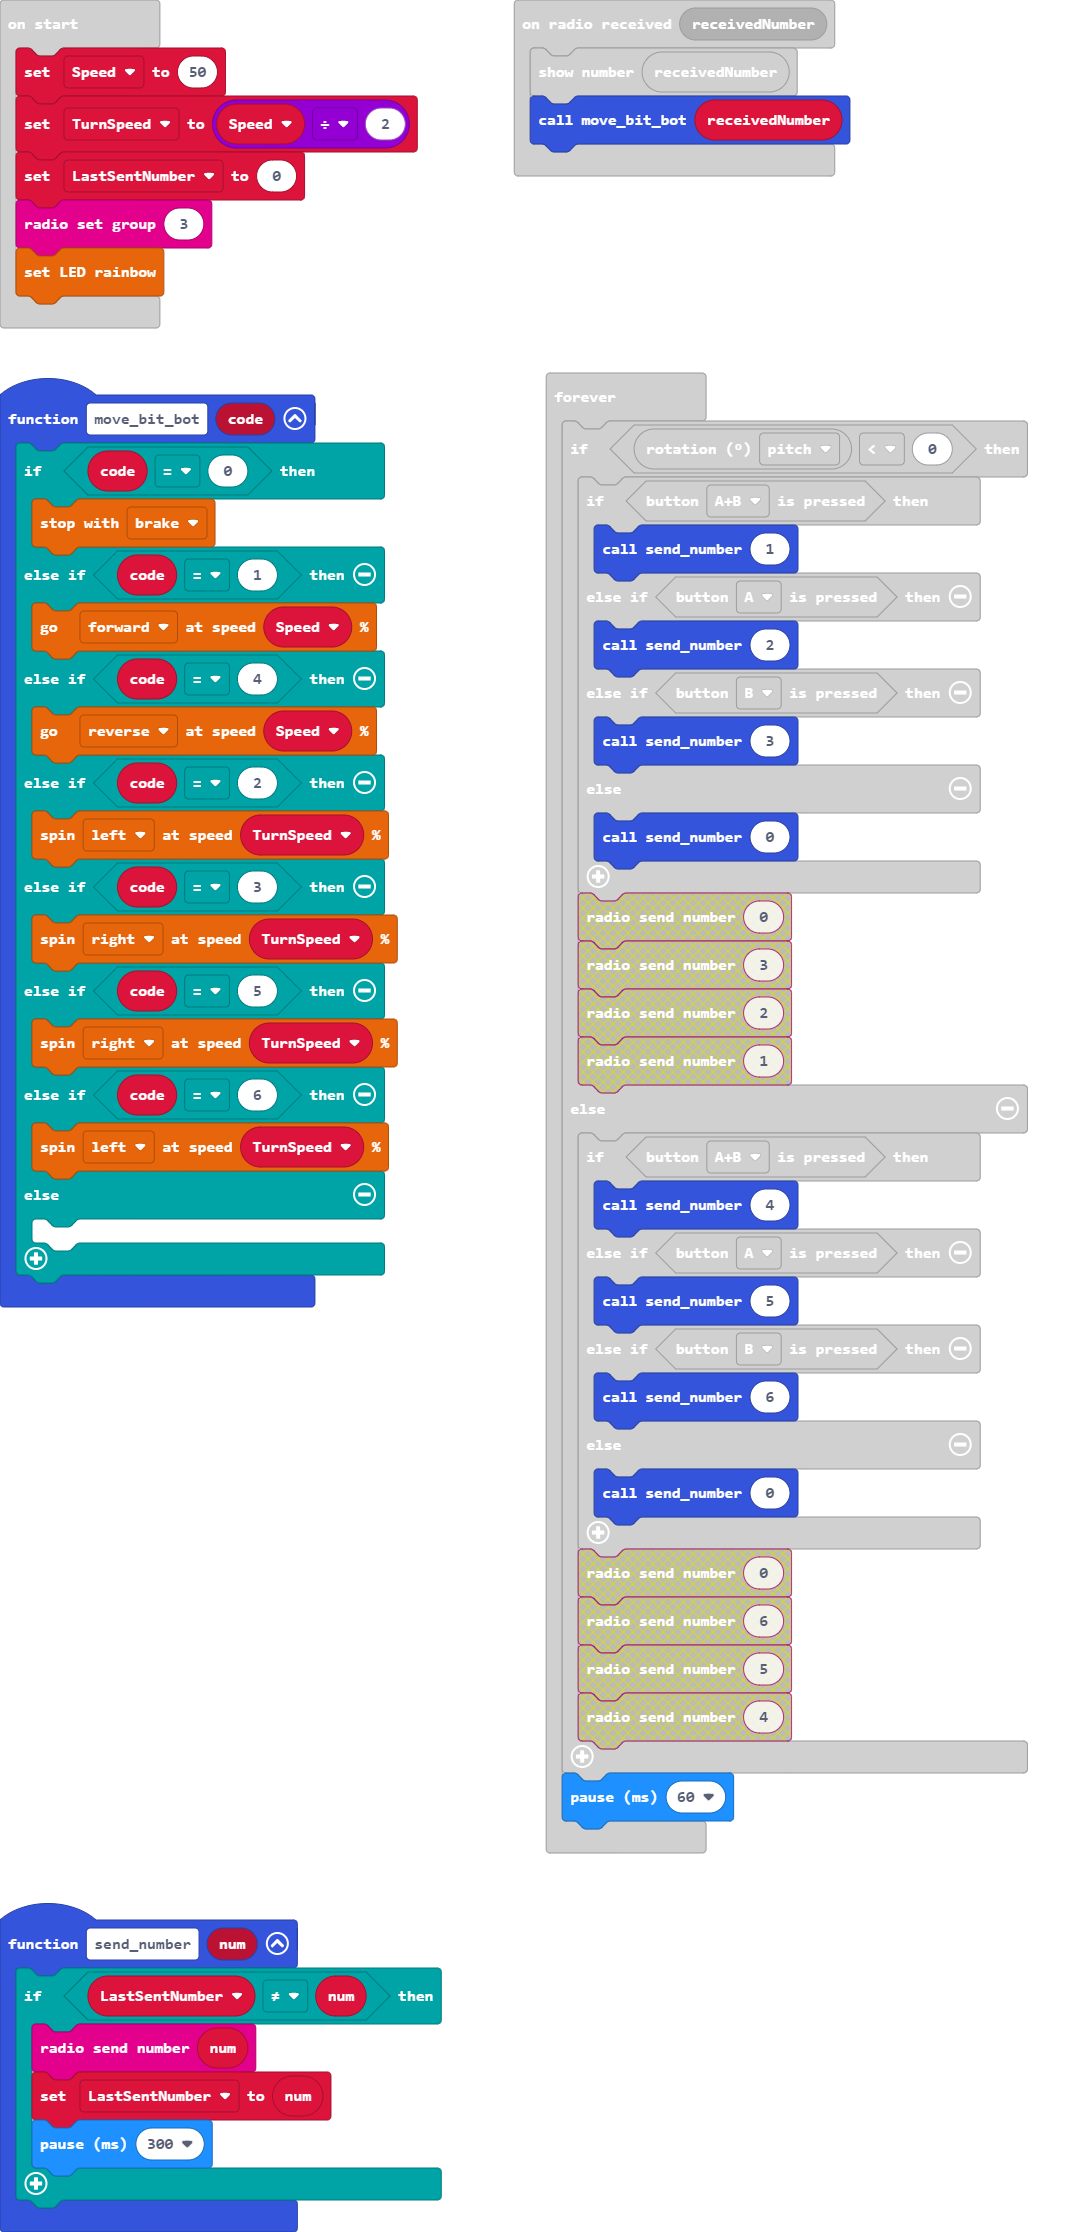 on start
set Speed to 50
set TurnSpeed to Speed ÷ 2
set LastSentNumber to 0
radio set group 3
set LED rainbow
on radio received receivedNumber
show number receivedNumber
call move_bit_bot receivedNumber
function move_bit_bot code
if code = 0 then
stop with brake
else if code = 1 then
go forward at speed Speed %
else if code = 4 then
go reverse at speed Speed %
else if code = 2 then
spin left at speed TurnSpeed %
else if code = 3 then
spin right at speed TurnSpeed %
else if code = 5 then
spin right at speed TurnSpeed %
else if code = 6 then
spin left at speed TurnSpeed %
else
forever
if rotation (º) pitch < 0 then
if button A+B is pressed then
call send_number 1
else if button A is pressed then
call send_number 2
else if button B is pressed then
call send_number 3
else
call send_number 0
radio send number 0
radio send number 3
radio send number 2
radio send number 1
else
if button A+B is pressed then
call send_number 4
else if button A is pressed then
call send_number 5
else if button B is pressed then
call send_number 6
else
call send_number 0
radio send number 0
radio send number 6
radio send number 5
radio send number 4
pause (ms) 60
function send_number num
if LastSentNumber ≠ num then
radio send number num
set LastSentNumber to num
pause (ms) 300